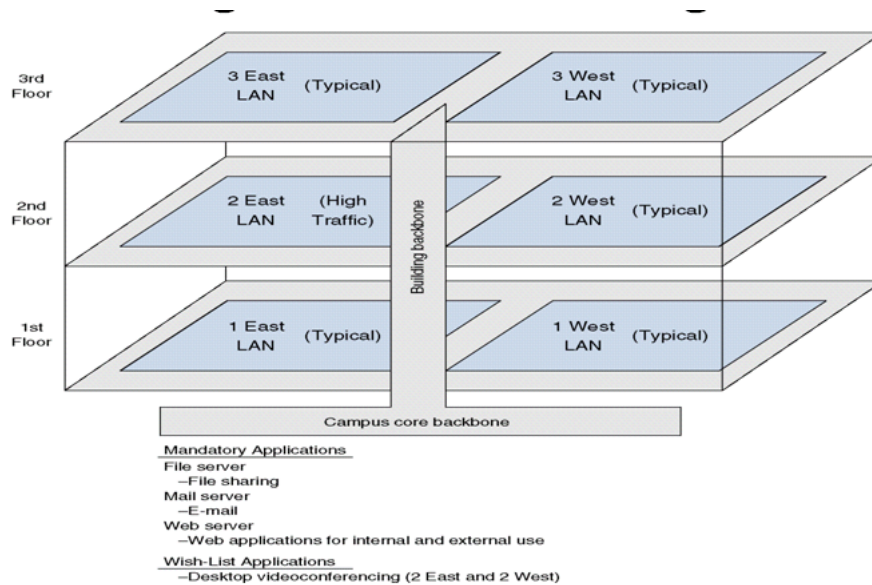 3rd
Floor
3 East
LAN
(Typical)
3 West
LAN
(Typical)
2nd
Floor
2 East
LAN
(High
Traffic)
2 West
LAN
(Typical)
Building backbone
1st
Floor
1 East
LAN
(Typical)
1 West
LAN
(Typical)
Campus core backbone
Mandatory Applications
File server
–File sharing
Mail server
–E-mail
Web server
–Web applications for internal and external use
Wish-List Applications
–Desktop videoconferencing (2 East and 2 West)